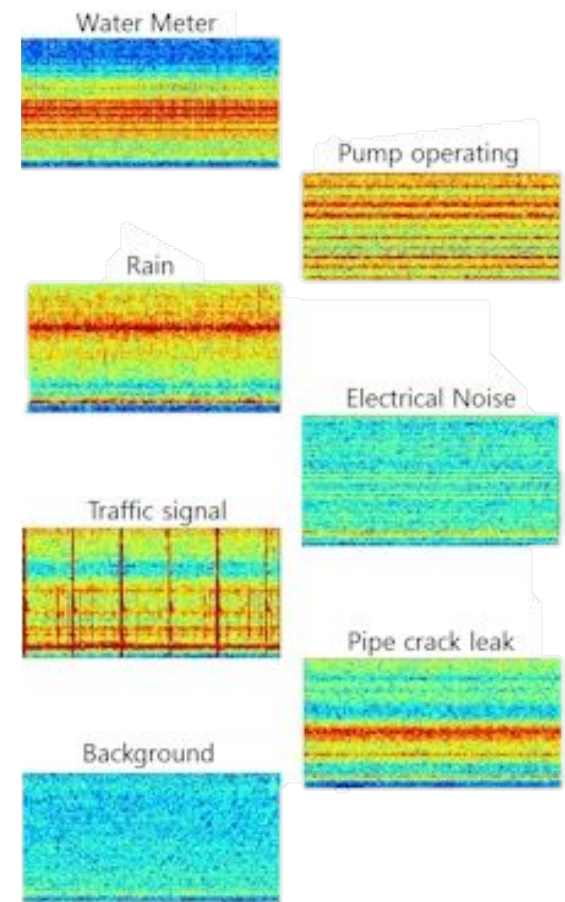 Water Meter
Pump operating
Rain
Electrical Noise
Traffic signal
Pipe crack leak
Background